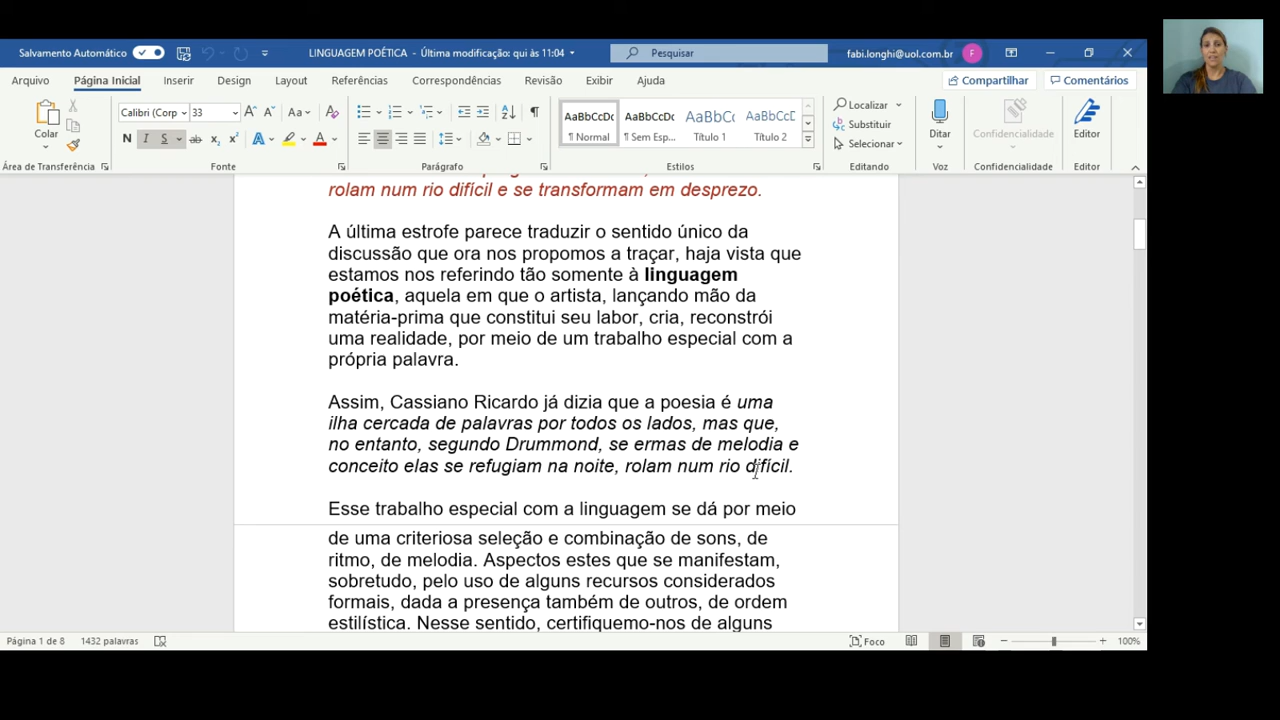 Salvamento Automático
LINGUAGEM POÉTICA - Última modificação: qui às 11:04
Pesquisar
fabi.longhi@uol.com.br
F
Arquivo Página Inicial Inserir Design Layout Referências Correspondências Revisão Exibir Ajuda
Compartilhar Comentários
Calibri (Corp 33
Localizar
Substituir
Selecionar
Colar
N I S ab x₂ x²
AaBbCcDc AaBbCcDc AaBbCc AaBbCcD
¶ Normal ¶ Sem Esp... Título 1 Título 2
Ditar Confidencialidade Editor
Área de Transferência Fonte Parágrafo Estilos Editando Voz Confidencialidade Editor
rolam num rio difícil e se transformam em desprezo.
A última estrofe parece traduzir o sentido único da
discussão que ora nos propomos a traçar, haja vista que
estamos nos referindo tão somente à linguagem
poética, aquela em que o artista, lançando mão da
matéria-prima que constitui seu labor, cria, reconstrói
uma realidade, por meio de um trabalho especial com a
própria palavra.
Assim, Cassiano Ricardo já dizia que a poesia é uma
ilha cercada de palavras por todos os lados, mas que,
no entanto, segundo Drummond, se ermas de melodia e
conceito elas se refugiam na noite, rolam num rio difícil.
Esse trabalho especial com a linguagem se dá por meio
de uma criteriosa seleção e combinação de sons, de
ritmo, de melodia. Aspectos estes que se manifestam,
sobretudo, pelo uso de alguns recursos considerados
formais, dada a presença também de outros, de ordem
estilística. Nesse sentido, certifiquemo-nos de alguns
Página 1 de 8 1432 palavras
Foco
100%